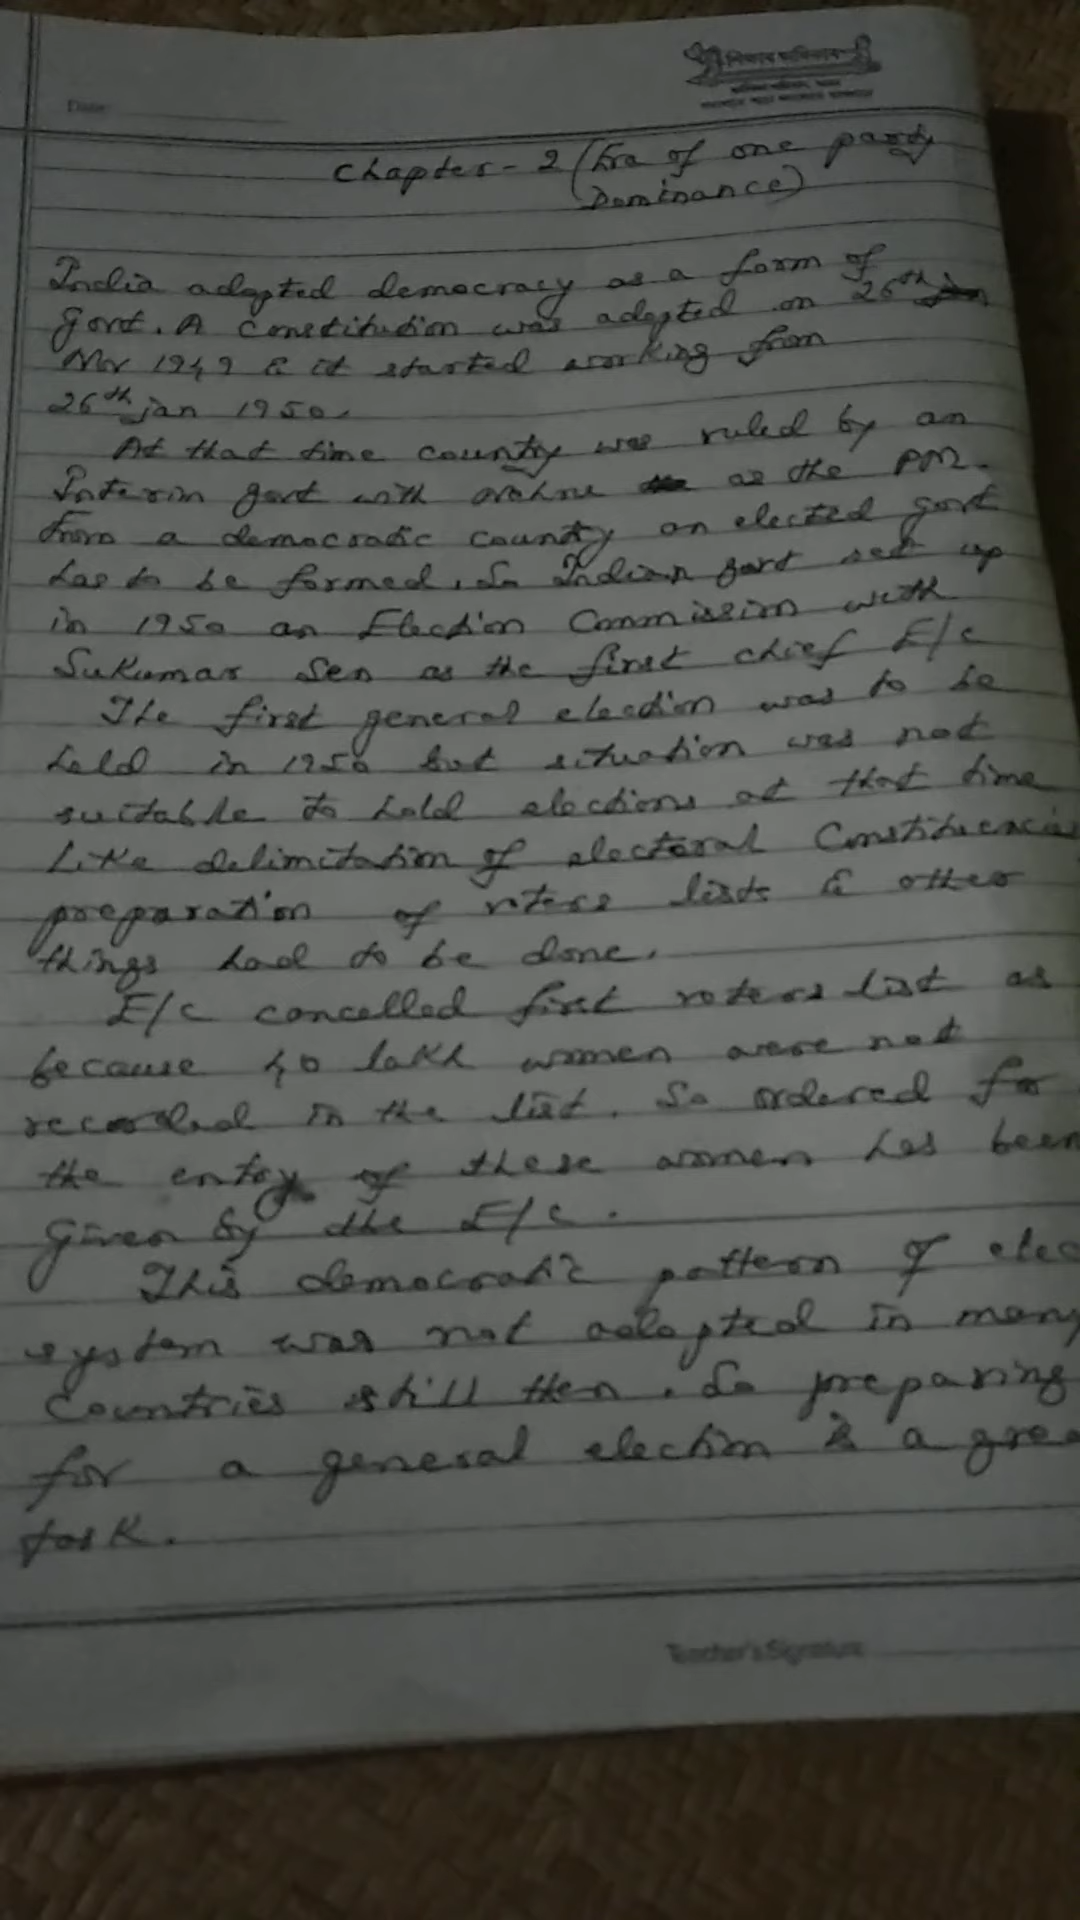 Date
Chapter - 2 (Era of one party
Dominance)
India adopted democracy as a form of
Govt. A Constitution was adopted on 26th
Nov 1949 & it started working from
26th jan 1950.
At that time country was ruled by an
Interim govt with as the PM.
From a democratic country an elected govt
has to be formed. So Indian govt set up
in 1950 an Election Commission with
Sukumar Sen as the first chief E/C
The first general election was to be
held in 1950 but situation was not
suitable to hold elections at that time
Like delimitation of electoral Constituencies
preparation of voters lists & other
things had to be done.
E/C cancelled first voters list as
because 40 lakh women were not
recorded in the list. So ordered for
the entry of these women has been
Given by the E/C.
This democratic pattern of elec
system was not adopted in many
Countries still then. So preparing
for a general election is a grea
task.
Teacher's Signature